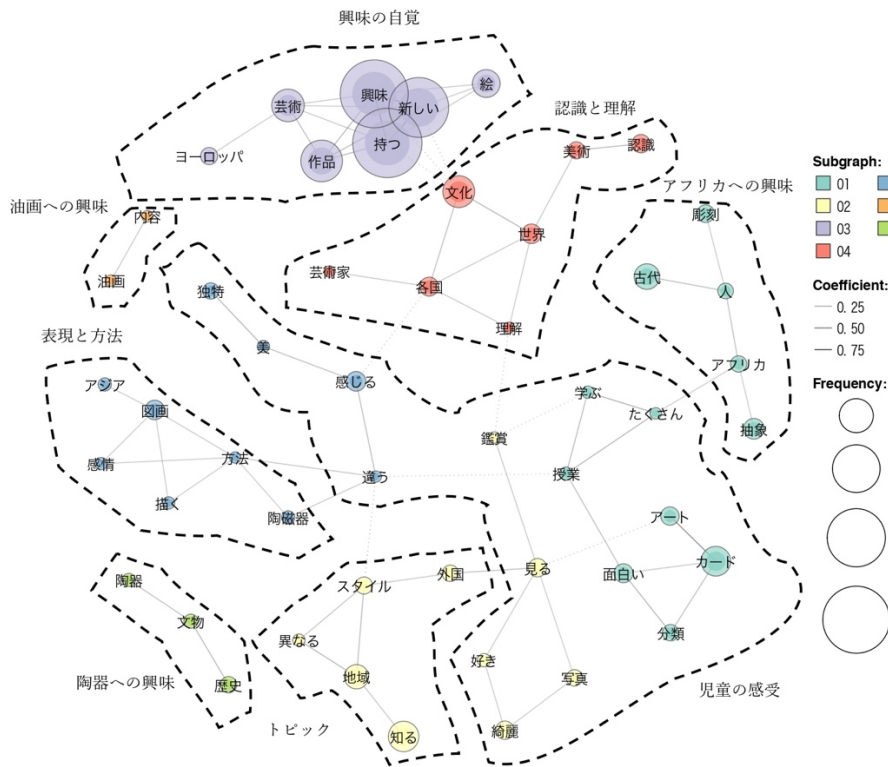 興味の自覚
絵
興味
芸術
新しい
持つ
作品
ヨーロッパ
認識と理解
認識
美術
文化
世界
芸術家
各国
理解
油画への興味
内容
油画
アフリカへの興味
彫刻
古代
人
アフリカ
抽象
独特
美
感じる
表現と方法
アジア
図画
感情
方法
描く
陶磁器
違う
学ぶ
たくさん
鑑賞
授業
アート
カード
面白い
分類
見る
好き
写真
綺麗
児童の感受
外国
スタイル
異なる
地域
知る
トピック
陶器
文物
歴史
陶器への興味
Subgraph:
01
02
03
04
Coefficient:
0. 25
0. 50
0. 75
Frequency: